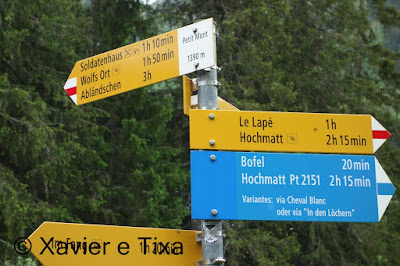 Petit Mont
1390 m
Soldatenhaus 1h 10min
Wolfs Ort 1h 50min
Abländschen 3h
Le Lapé 1h
Hochmatt 2h 15min
Bofel 20min
Hochmatt Pt 2151 2h 15min
Variantes: via Cheval Blanc
oder via "In den Löchern"
© Xavier e Tixa